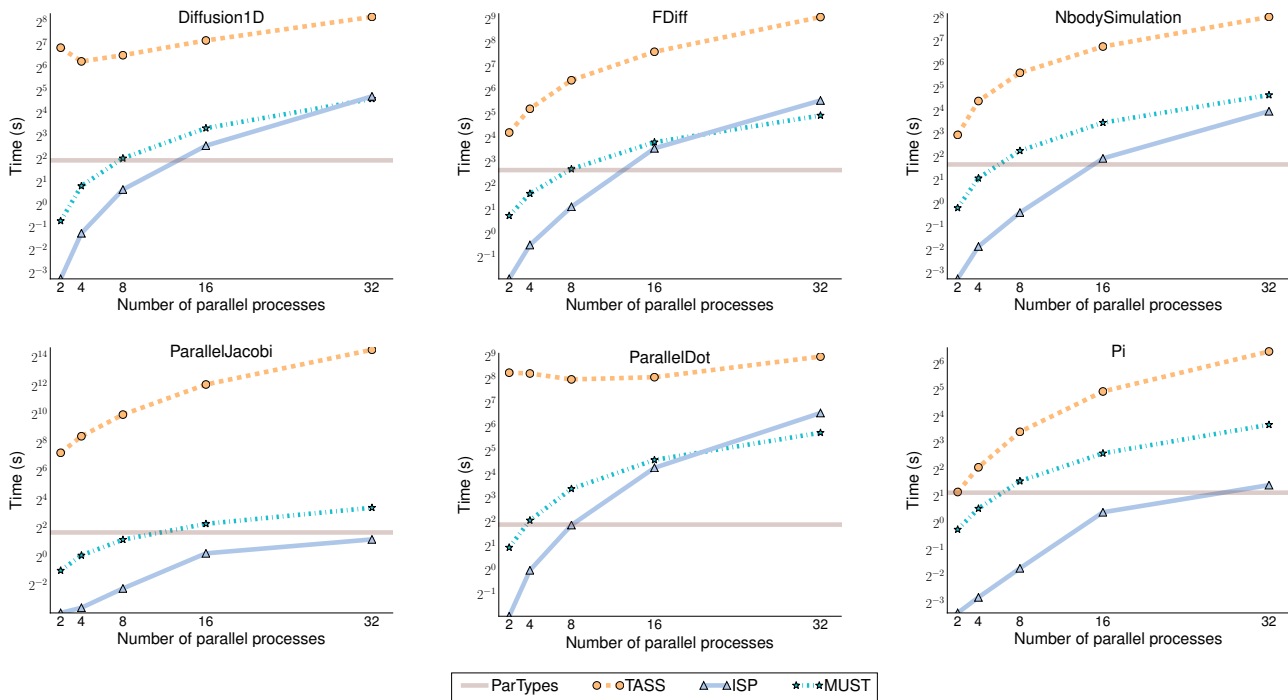 Diffusion1D
Time (s)
2^8
2^7
2^6
2^5
2^4
2^3
2^2
2^1
2^0
2^−1
2^−2
2^−3
2 4 8 16 32
Number of parallel processes
FDiff
Time (s)
2^9
2^9
2^8
2^7
2^6
2^5
2^4
2^3
2^2
2^1
2^0
2^−1
2 4 8 16 32
Number of parallel processes
NbodySimulation
Time (s)
2^8
2^7
2^6
2^5
2^4
2^3
2^2
2^1
2^0
2^−1
2^−2
2^−3
2 4 8 16 32
Number of parallel processes
ParallelJacobi
Time (s)
2^14
2^12
2^10
2^8
2^6
2^4
2^2
2^0
2^−2
2 4 8 16 32
Number of parallel processes
ParallelDot
Time (s)
2^9
2^8
2^7
2^6
2^5
2^4
2^3
2^2
2^1
2^0
2^−1
2 4 8 16 32
Number of parallel processes
Pi
Time (s)
2^6
2^5
2^4
2^3
2^2
2^1
2^0
2^−1
2^−2
2^−3
2 4 8 16 32
Number of parallel processes
ParTypes TASS ISP MUST